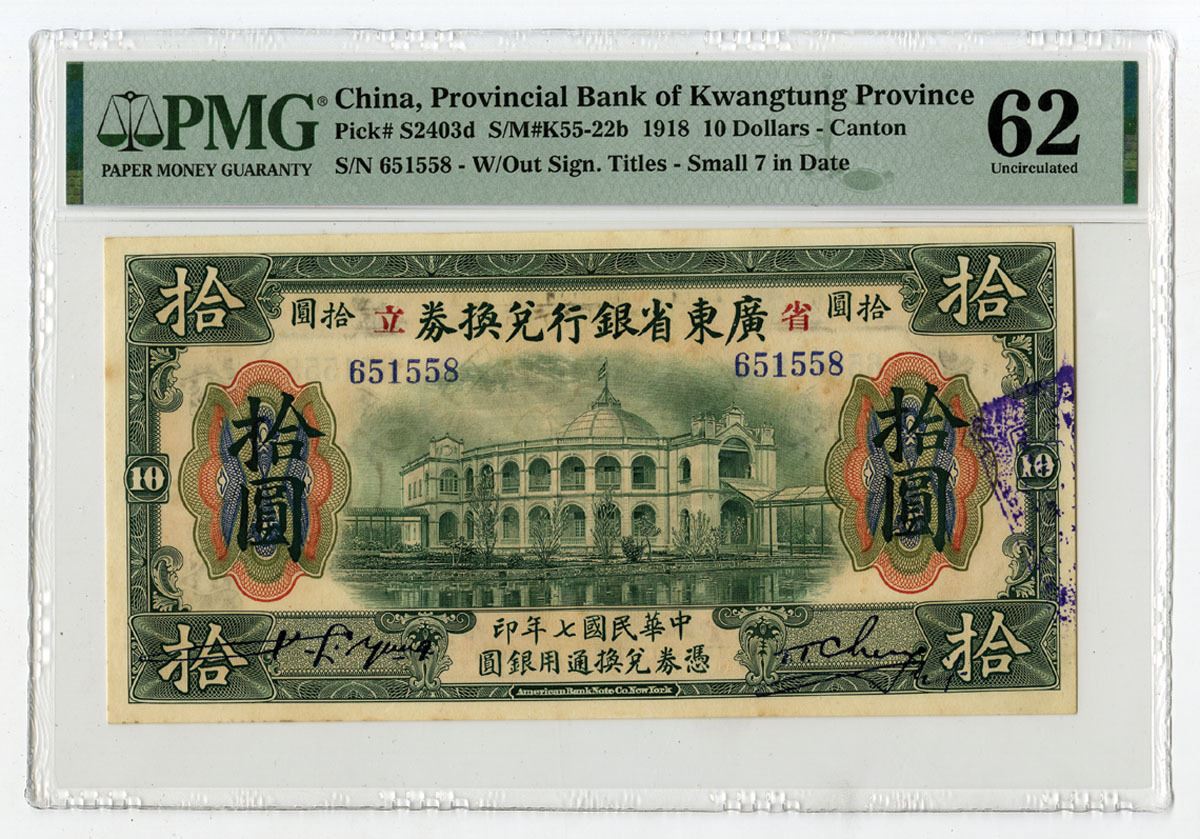 PMG® China, Provincial Bank of Kwangtung Province 62
Pick# S2403d S/M#K55-22b 1918 10 Dollars - Canton
PAPER MONEY GUARANTY S/N 651558 - W/Out Sign. Titles - Small 7 in Date Uncirculated
拾 拾
圓拾 立 券換兌行銀省東廣 省 圓拾
651558 651558
拾圓 拾圓
10 10
印年七國民華中
圓銀用通換兌券憑
拾 拾
American Bank Note Co. New York